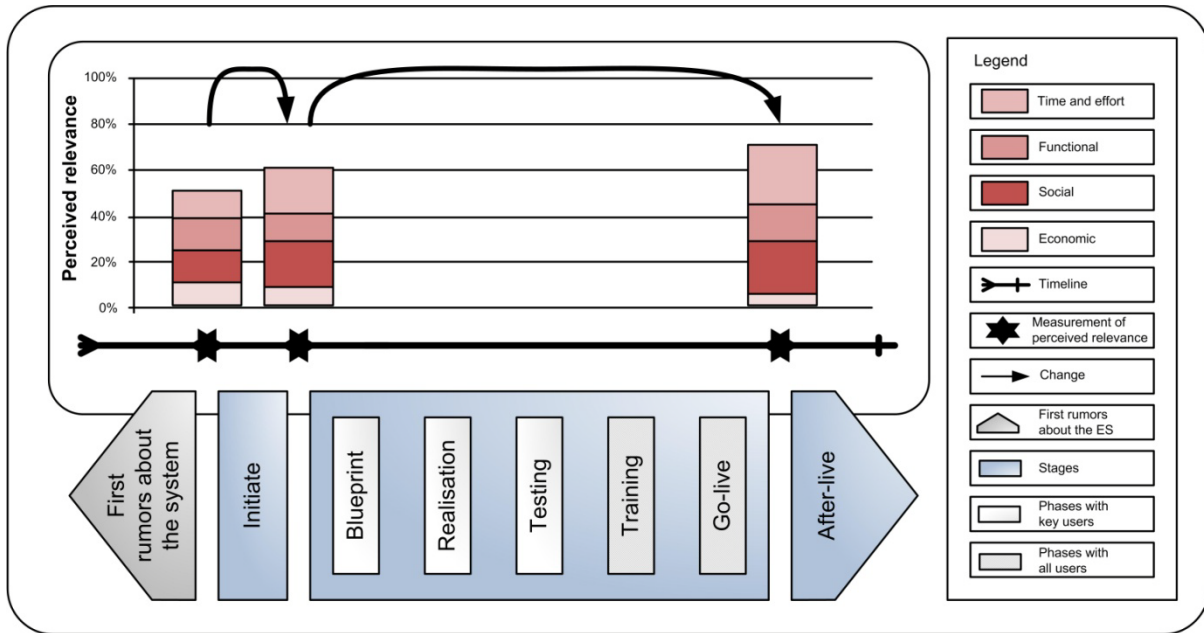 Perceived relevance
100%
80%
60%
40%
20%
0%
First
rumors about
the system
Initiate
Blueprint
Realisation
Testing
Training
Go-live
After-live
Legend
Time and effort
Functional
Social
Economic
Timeline
Measurement of
perceived relevance
Change
First rumors
about the ES
Stages
Phases with
key users
Phases with
all users